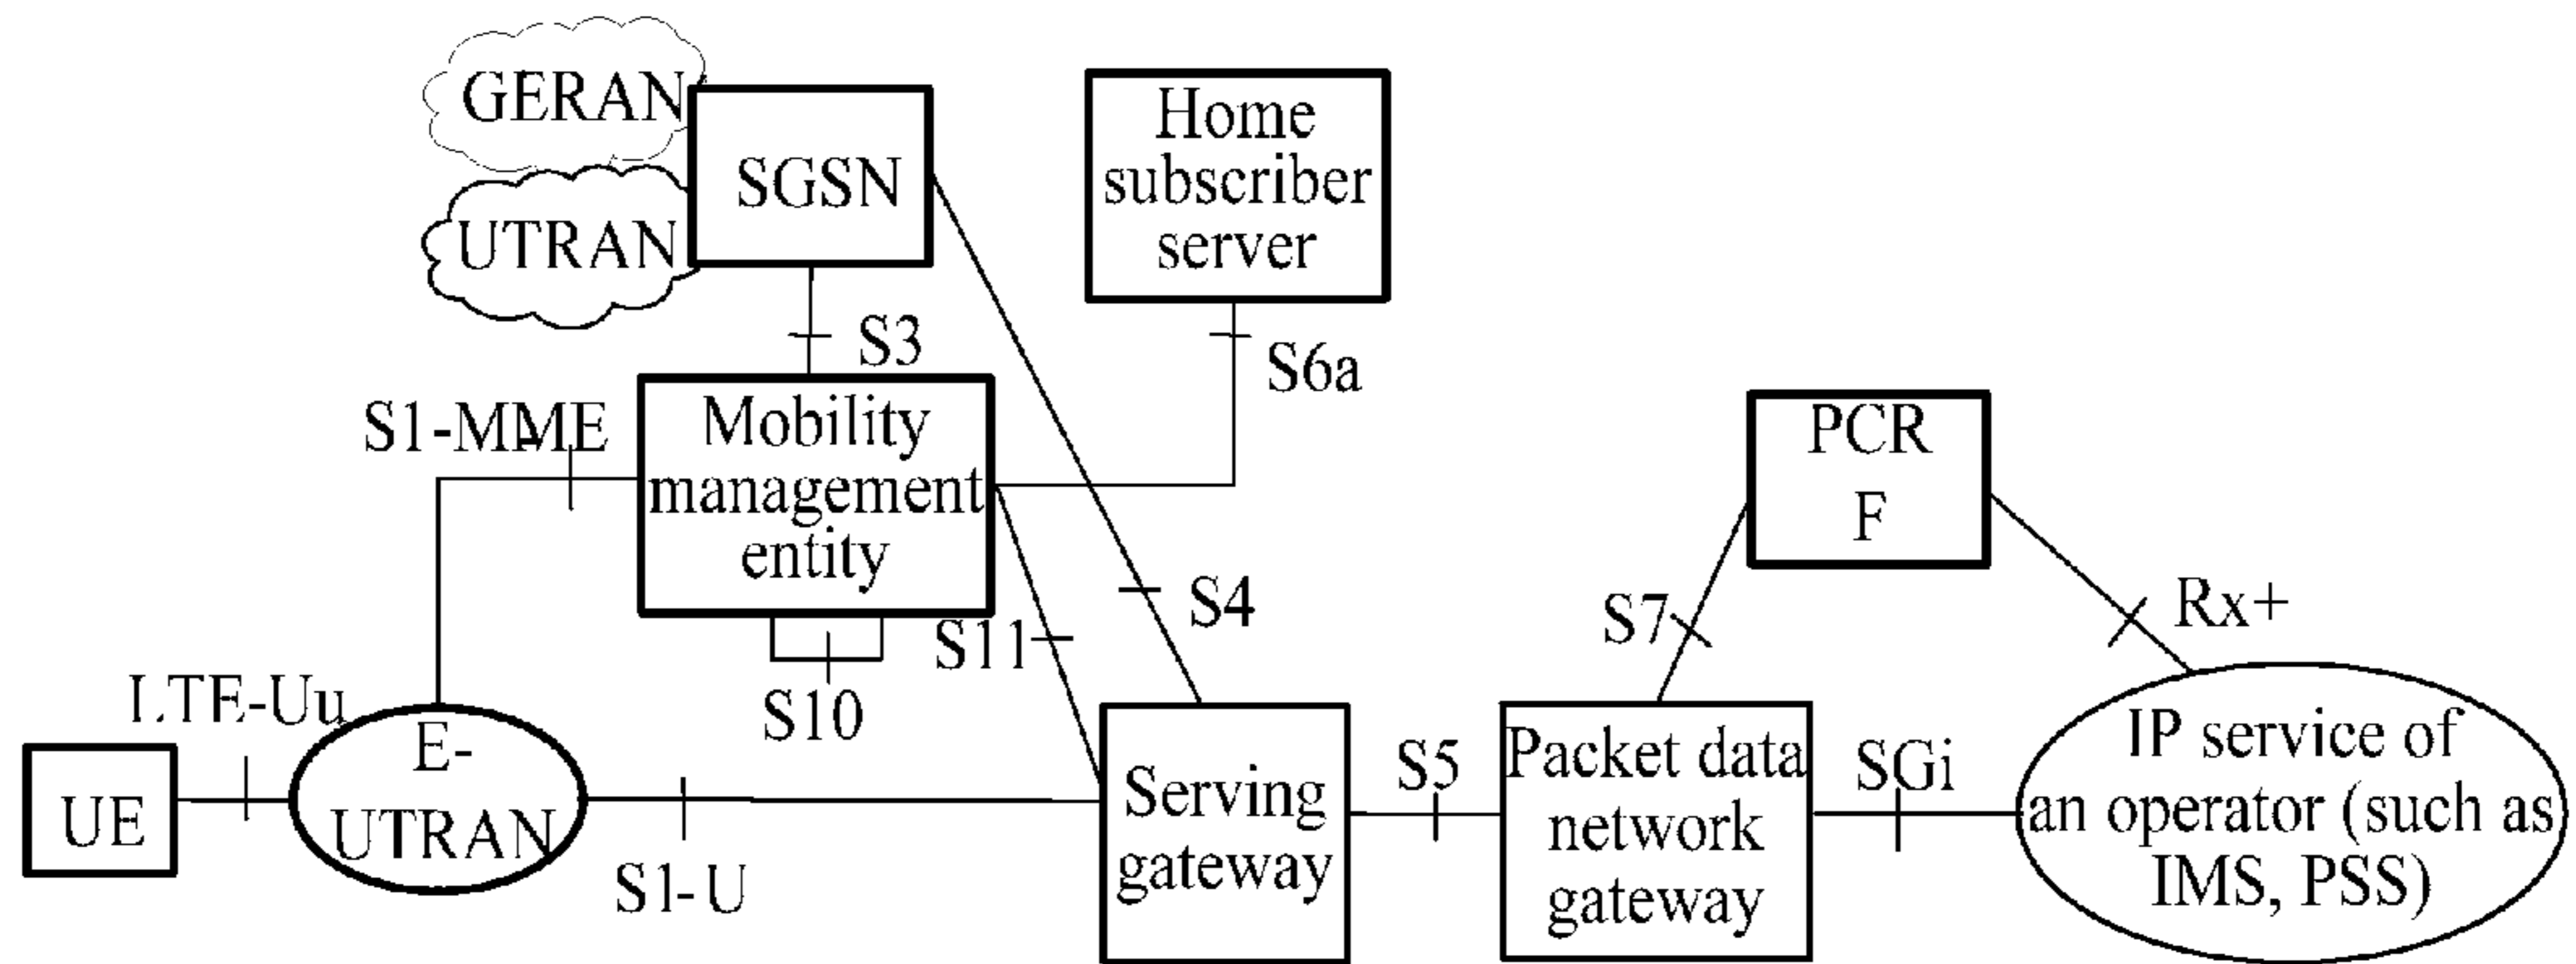 GERAN
UTRAN
SGSN
Home
subscriber
server
S3
S6a
S1-MME
Mobility
management
entity
PCR
F
S11
S4
S7
Rx+
S10
LTE-Uu
UE
E-
UTRAN
S1-U
Serving
gateway
S5
Packet data
network
gateway
SGi
IP service of
an operator (such as
IMS, PSS)